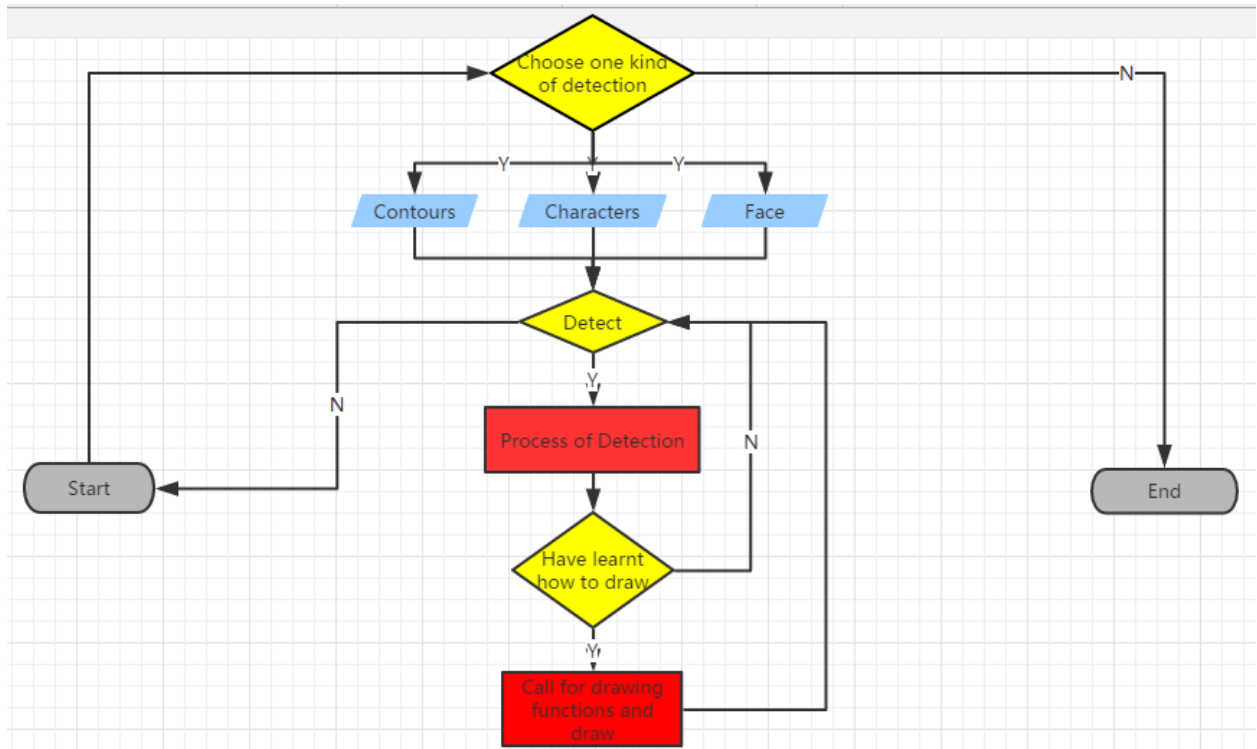 Choose one kind
of detection
N
Y
Y
Y
Contours
Characters
Face
Detect
Y
N
Process of Detection
N
Start
End
Have learnt
how to draw
Y
Call for drawing
functions and
draw